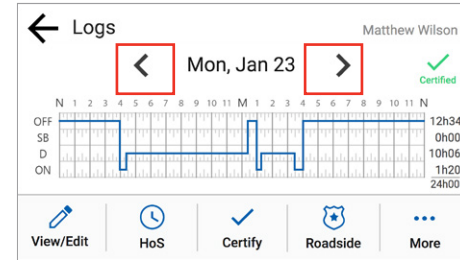 Logs
Matthew Wilson
Mon, Jan 23
Certified
N 1 2 3 4 5 6 7 8 9 10 11 M 1 2 3 4 5 6 7 8 9 10 11 N
OFF 12h34
SB 0h00
D 10h06
ON 1h20
24h00
View/Edit HoS Certify Roadside More